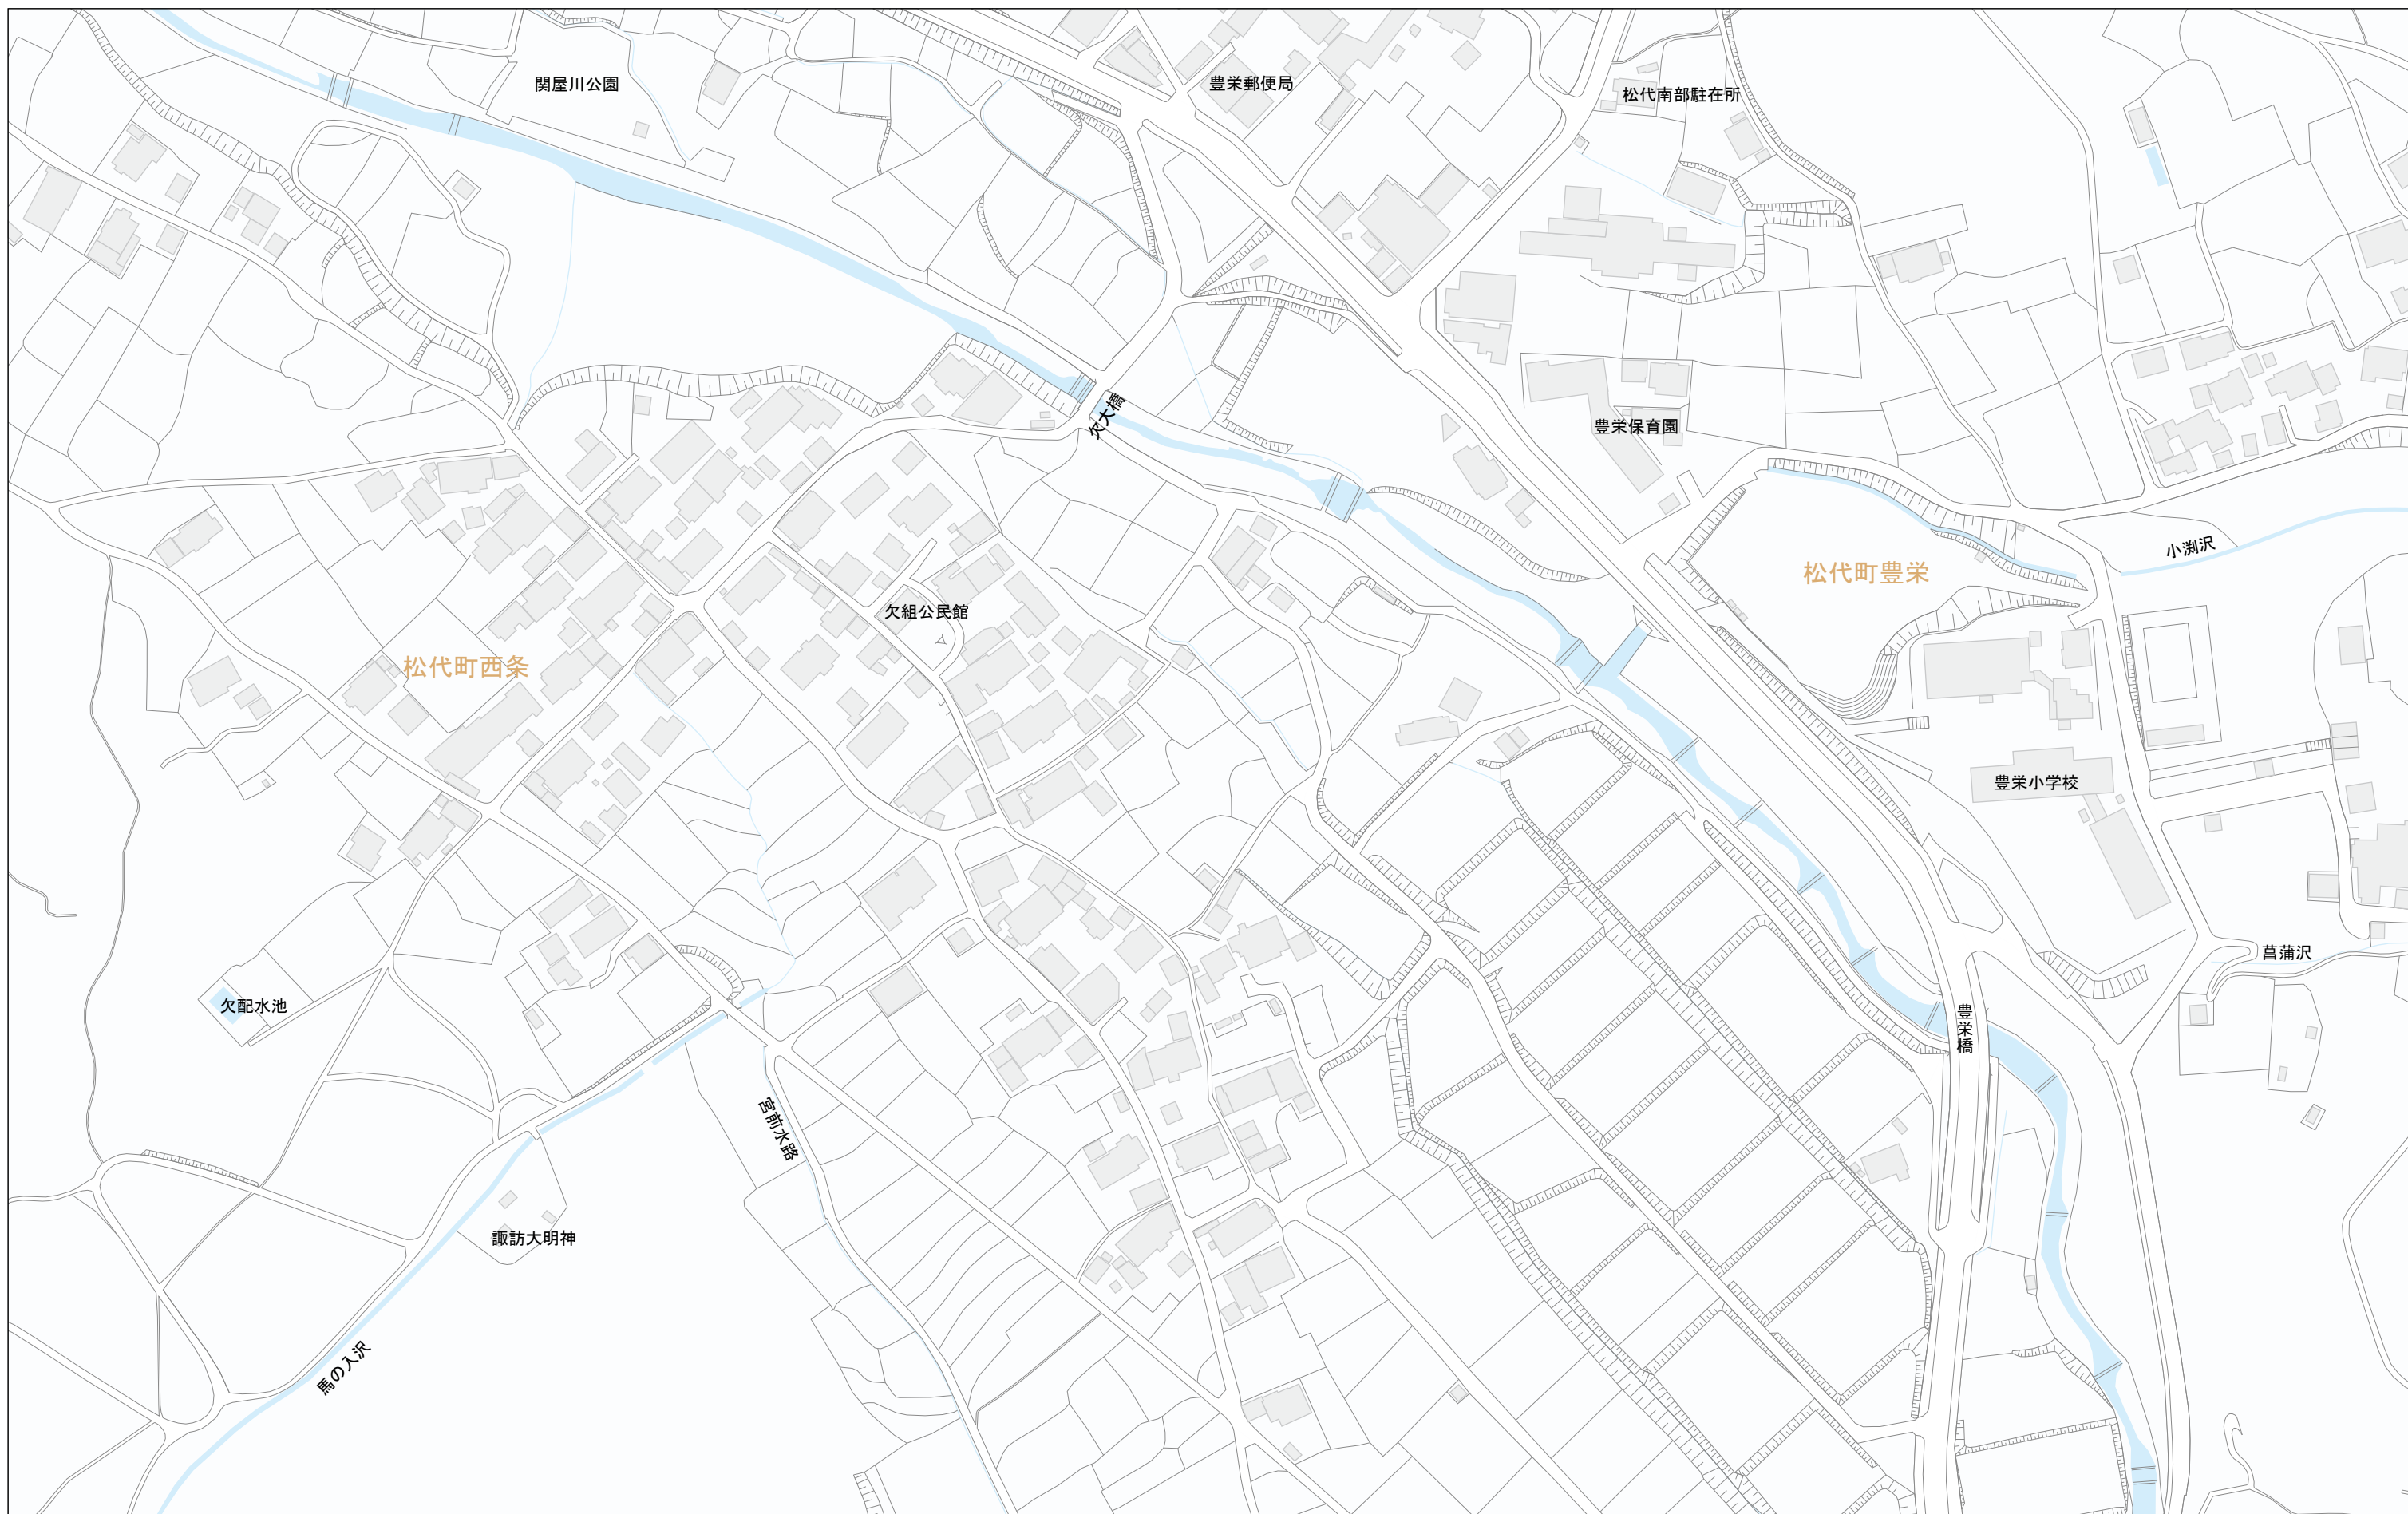 関屋川公園
豊栄郵便局
松代南部駐在所
欠大橋
豊栄保育園
小渕沢
松代町豊栄
欠組公民館
松代町西条
豊栄小学校
菖蒲沢
欠配水池
豊栄橋
宮前水路
諏訪大明神
馬の入沢